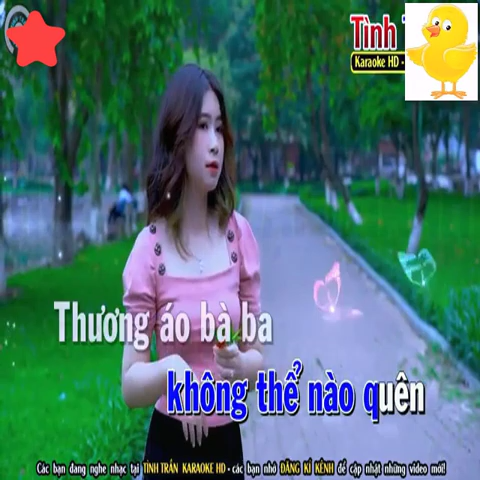 Tình T
Karaoke HD -
Thương áo bà ba
không thể nào quên
Các bạn đang nghe nhạc tại TÌNH TRẦN KARAOKE HD - các bạn nhớ ĐĂNG KÍ KÊNH để cập nhật những video mới!